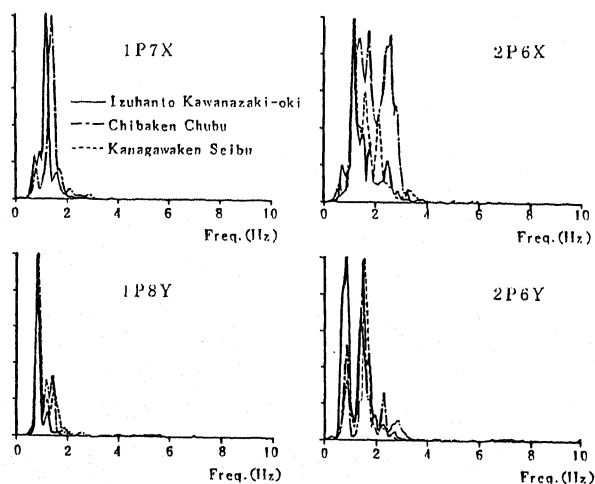 1P7X
Izuhanto Kawanazaki-oki
Chibaken Chubu
Kanagawaken Seibu
0 2 4 6 8 10
Freq.(Hz)
2P6X
0 2 4 6 8 10
Freq.(Hz)
1P8Y
0 2 4 6 8 10
Freq.(Hz)
2P6Y
0 2 4 6 8 10
Freq.(Hz)